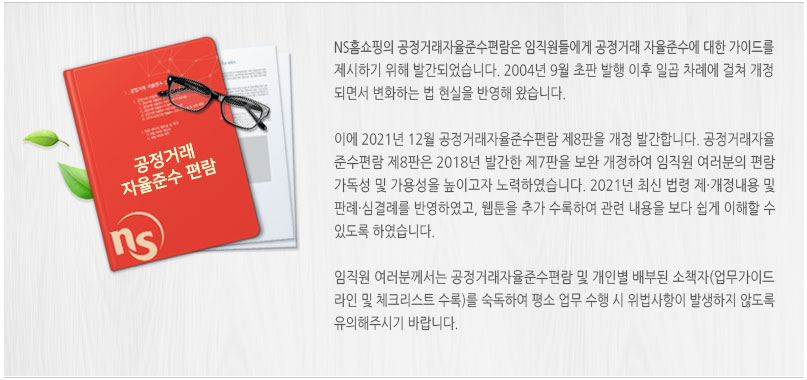 공정거래
자율준수 편람
ns
NS홈쇼핑의 공정거래자율준수편람은 임직원들에게 공정거래 자율준수에 대한 가이드를
제시하기 위해 발간되었습니다. 2004년 9월 초판 발행 이후 일곱 차례에 걸쳐 개정
되면서 변화하는 법 현실을 반영해 왔습니다.
이에 2021년 12월 공정거래자율준수편람 제8판을 개정 발간합니다. 공정거래자율
준수편람 제8판은 2018년 발간한 제7판을 보완 개정하여 임직원 여러분의 편람
가독성 및 가용성을 높이고자 노력하였습니다. 2021년 최신 법령 제·개정내용 및
판례·심결례를 반영하였고, 웹툰을 추가 수록하여 관련 내용을 보다 쉽게 이해할 수
있도록 하였습니다.
임직원 여러분께서는 공정거래자율준수편람 및 개인별 배부된 소책자(업무가이드
라인 및 체크리스트 수록)를 숙독하여 평소 업무 수행 시 위법사항이 발생하지 않도록
유의해주시기 바랍니다.